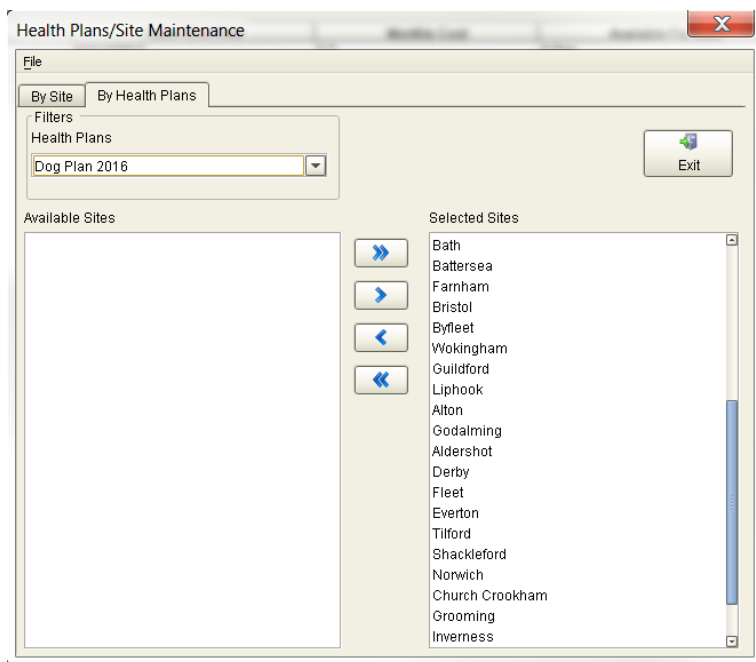 Health Plans/Site Maintenance
Monthly Cost
File
By Site
By Health Plans
Filters
Health Plans
Dog Plan 2016
Exit
Available Sites
Selected Sites
Bath
Battersea
Farnham
Bristol
Byfleet
Wokingham
Guildford
Liphook
Alton
Godalming
Aldershot
Derby
Fleet
Everton
Tilford
Shackleford
Norwich
Church Crookham
Grooming
Inverness